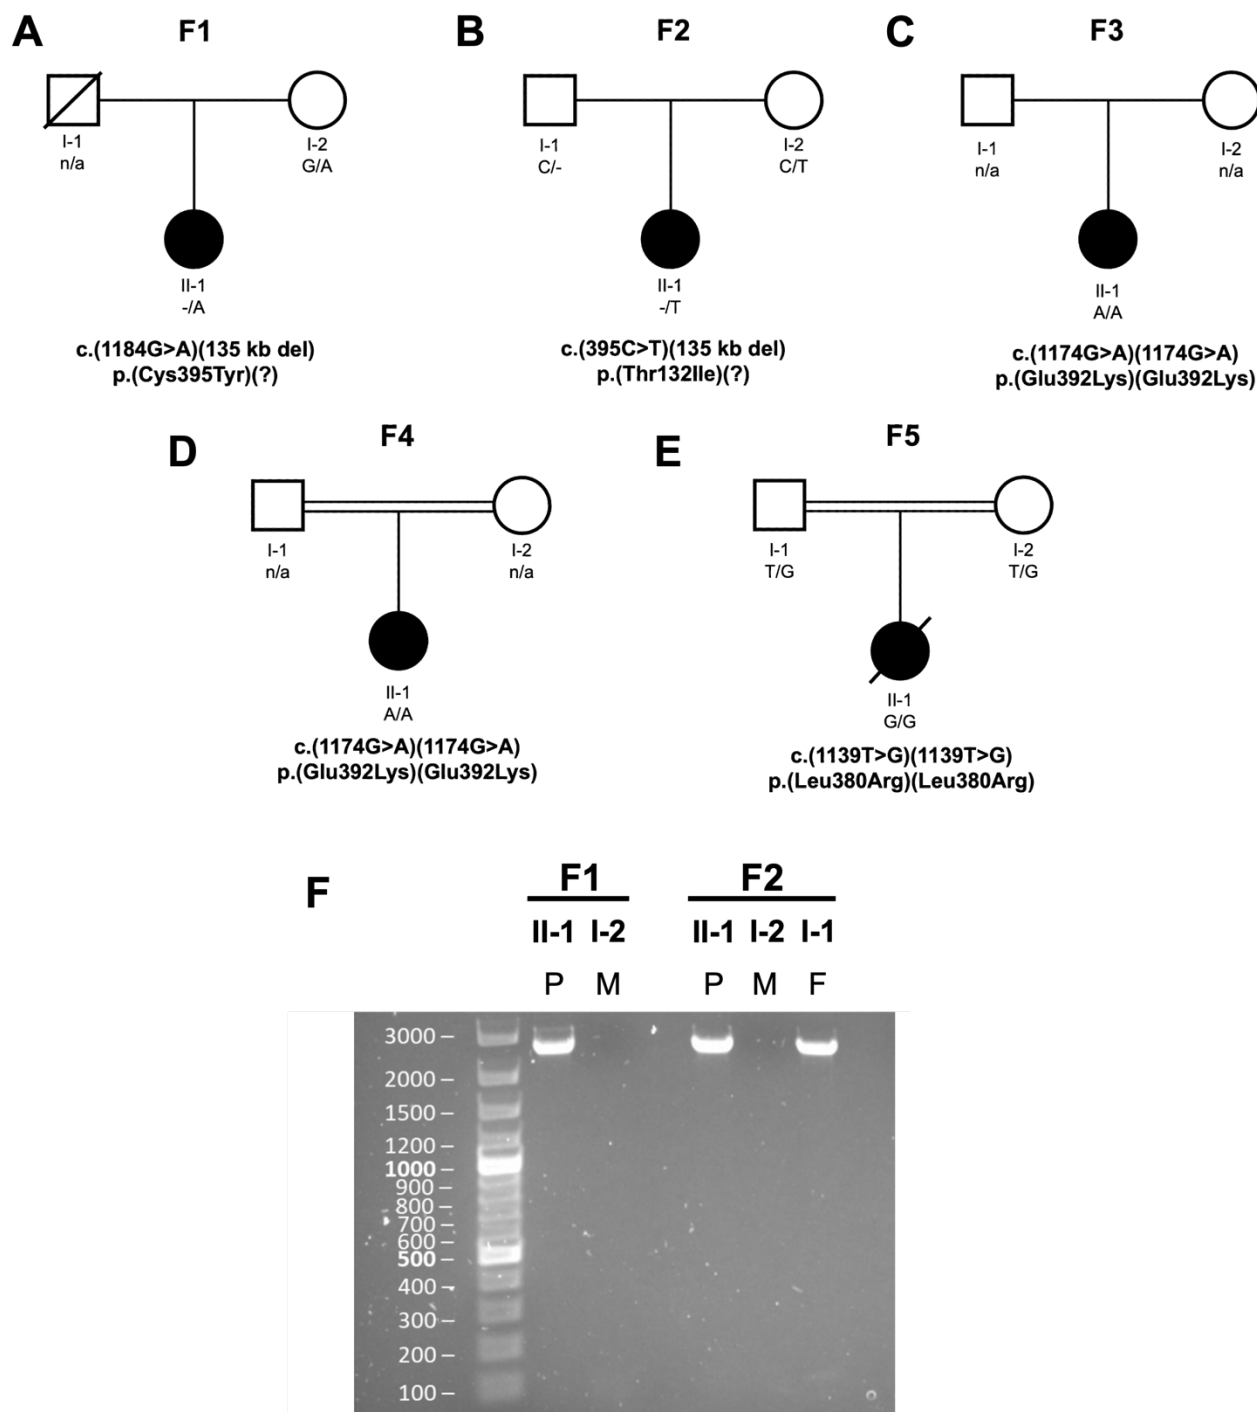 A
F1
I-1
n/a
I-2
G/A
II-1
-/A
c.(1184G>A)(135 kb del)
p.(Cys395Tyr)(?)
B
F2
I-1
C/-
I-2
C/T
II-1
-/T
c.(395C>T)(135 kb del)
p.(Thr132Ile)(?)
C
F3
I-1
n/a
I-2
n/a
II-1
A/A
c.(1174G>A)(1174G>A)
p.(Glu392Lys)(Glu392Lys)
D
F4
I-1
n/a
I-2
n/a
II-1
A/A
c.(1174G>A)(1174G>A)
p.(Glu392Lys)(Glu392Lys)
E
F5
I-1
T/G
I-2
T/G
II-1
G/G
c.(1139T>G)(1139T>G)
p.(Leu380Arg)(Leu380Arg)
F
F1 F2
II-1 I-2 II-1 I-2 I-1
P M P M F
3000
2000
1500
1200
1000
900
800
700
600
500
400
300
200
100